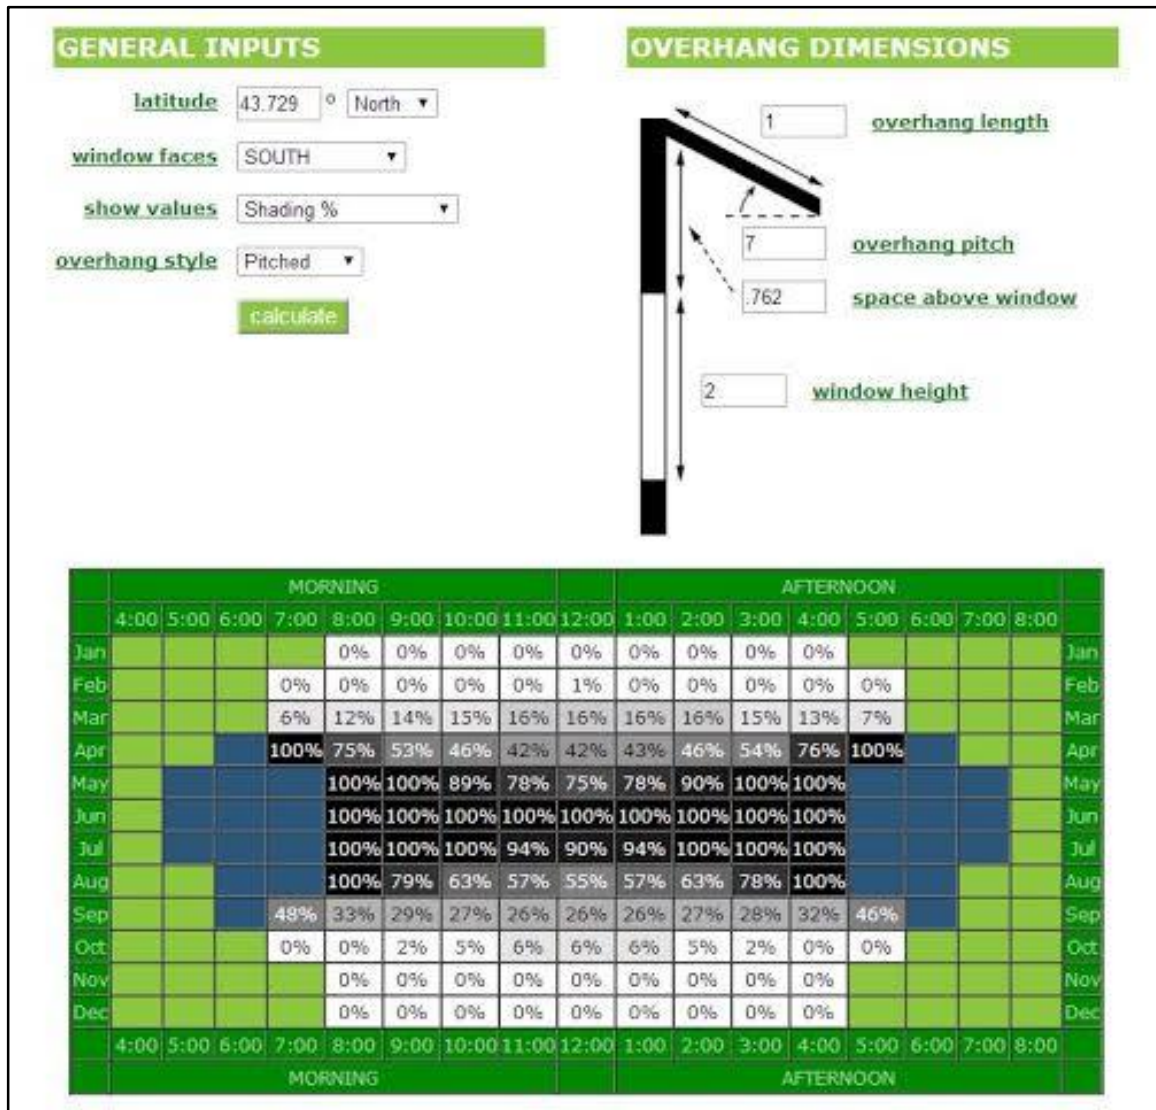 GENERAL INPUTS
latitude 43.729 º North
window faces SOUTH
show values Shading %
overhang style Pitched
calculate
OVERHANG DIMENSIONS
1 overhang length
7 overhang pitch
.762 space above window
2 window height
MORNING AFTERNOON
4:00 5:00 6:00 7:00 8:00 9:00 10:00 11:00 12:00 1:00 2:00 3:00 4:00 5:00 6:00 7:00 8:00
Jan 0% 0% 0% 0% 0% 0% 0% 0% 0% Jan
Feb 0% 0% 0% 0% 0% 1% 0% 0% 0% 0% 0% Feb
Mar 6% 12% 14% 15% 16% 16% 16% 16% 15% 13% 7% Mar
Apr 100% 75% 53% 46% 42% 42% 43% 46% 54% 76% 100% Apr
May 100% 100% 89% 78% 75% 78% 90% 100% 100% May
Jun 100% 100% 100% 100% 100% 100% 100% 100% 100% Jun
Jul 100% 100% 100% 94% 90% 94% 100% 100% 100% Jul
Aug 100% 79% 63% 57% 55% 57% 63% 78% 100% Aug
Sep 48% 33% 29% 27% 26% 26% 26% 27% 28% 32% 46% Sep
Oct 0% 0% 2% 5% 6% 6% 6% 5% 2% 0% 0% Oct
Nov 0% 0% 0% 0% 0% 0% 0% 0% 0% Nov
Dec 0% 0% 0% 0% 0% 0% 0% 0% 0% Dec
4:00 5:00 6:00 7:00 8:00 9:00 10:00 11:00 12:00 1:00 2:00 3:00 4:00 5:00 6:00 7:00 8:00
MORNING AFTERNOON